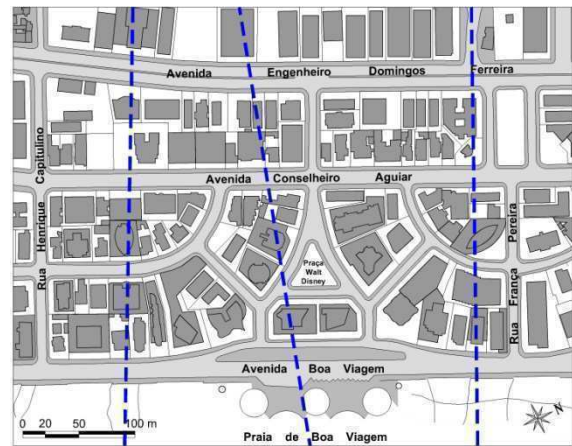 Avenida Engenheiro Domingos Ferreira
Rua Henrique Capitulino
Avenida Conselheiro Aguiar
Praça
Walt
Disney
Rua França Pereira
Avenida Boa Viagem
0 20 50 100 m
Praia de Boa Viagem
N